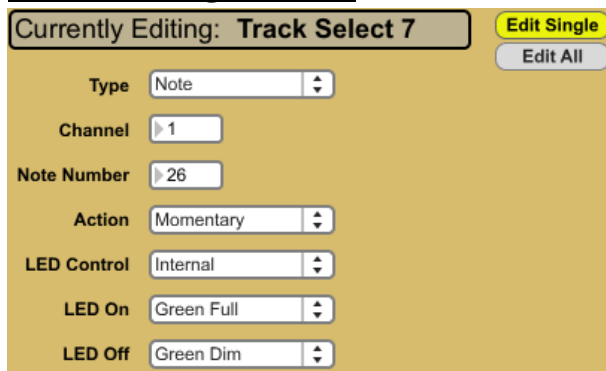 Currently Editing: Track Select 7
Edit Single
Edit All
Type Note
Channel 1
Note Number 26
Action Momentary
LED Control Internal
LED On Green Full
LED Off Green Dim